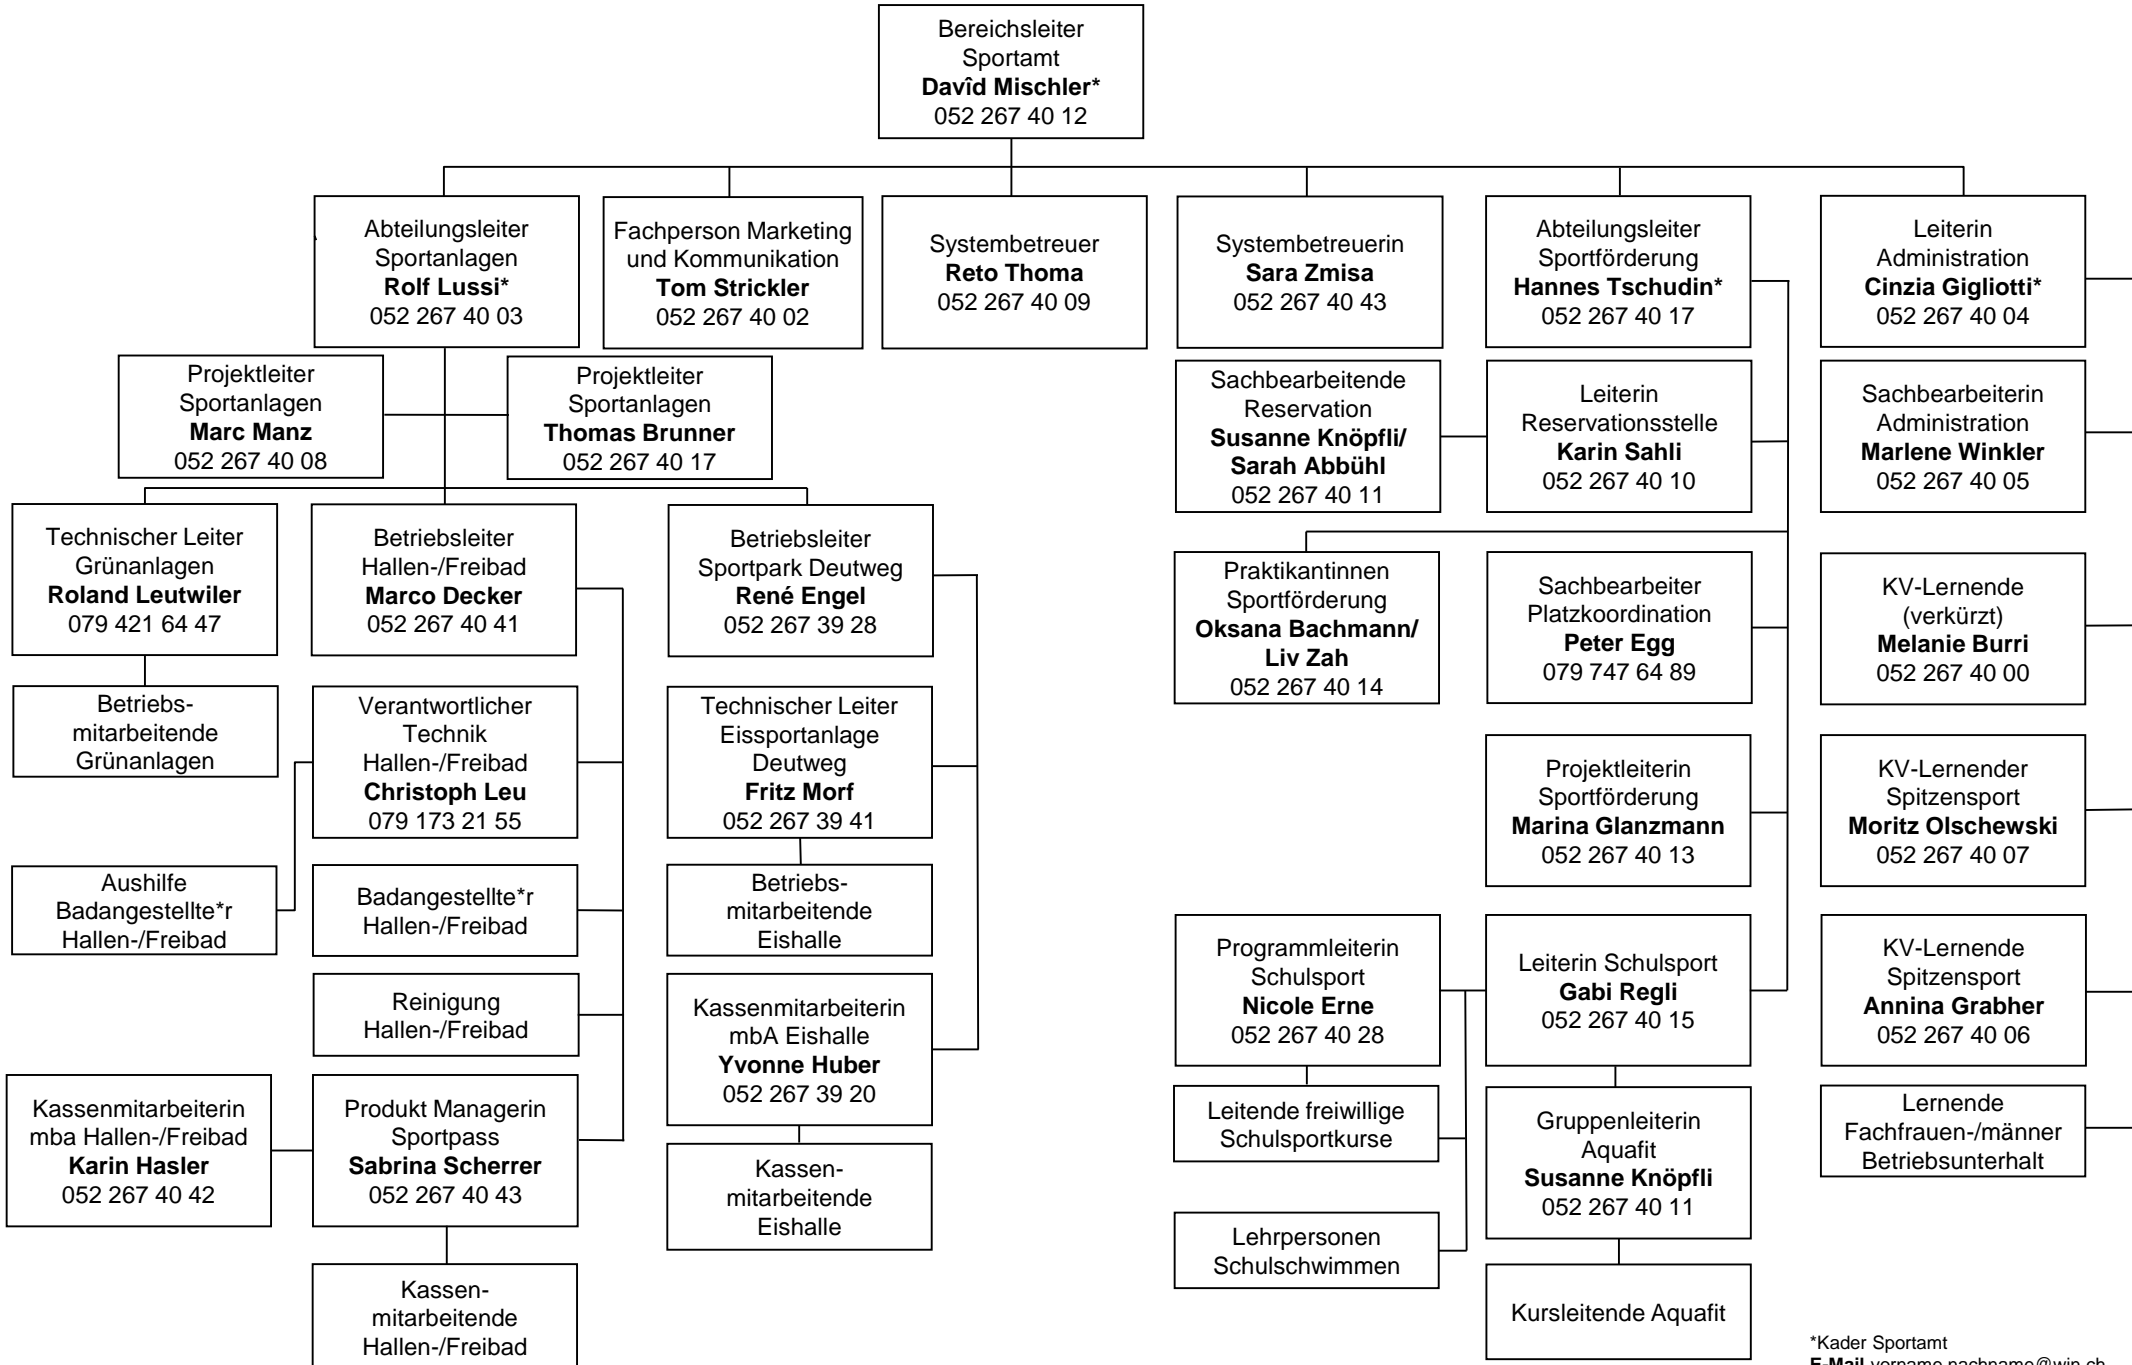 Bereichsleiter
Sportamt
Davîd Mischler*
052 267 40 12
Abteilungsleiter
Sportanlagen
Rolf Lussi*
052 267 40 03
Fachperson Marketing
und Kommunikation
Tom Strickler
052 267 40 02
Systembetreuer
Reto Thoma
052 267 40 09
Systembetreuerin
Sara Zmisa
052 267 40 43
Abteilungsleiter
Sportförderung
Hannes Tschudin*
052 267 40 17
Leiterin
Administration
Cinzia Gigliotti*
052 267 40 04
Projektleiter
Sportanlagen
Marc Manz
052 267 40 08
Projektleiter
Sportanlagen
Thomas Brunner
052 267 40 17
Sachbearbeitende
Reservation
Susanne Knöpfli/
Sarah Abbühl
052 267 40 11
Leiterin
Reservationsstelle
Karin Sahli
052 267 40 10
Sachbearbeiterin
Administration
Marlene Winkler
052 267 40 05
Technischer Leiter
Grünanlagen
Roland Leutwiler
079 421 64 47
Betriebsleiter
Hallen-/Freibad
Marco Decker
052 267 40 41
Betriebsleiter
Sportpark Deutweg
René Engel
052 267 39 28
Praktikantinnen
Sportförderung
Oksana Bachmann/
Liv Zah
052 267 40 14
Sachbearbeiter
Platzkoordination
Peter Egg
079 747 64 89
KV-Lernende
(verkürzt)
Melanie Burri
052 267 40 00
Betriebs-
mitarbeitende
Grünanlagen
Verantwortlicher
Technik
Hallen-/Freibad
Christoph Leu
079 173 21 55
Technischer Leiter
Eissportanlage
Deutweg
Fritz Morf
052 267 39 41
Projektleiterin
Sportförderung
Marina Glanzmann
052 267 40 13
KV-Lernender
Spitzensport
Moritz Olschewski
052 267 40 07
Aushilfe
Badangestellte*r
Hallen-/Freibad
Badangestellte*r
Hallen-/Freibad
Betriebs-
mitarbeitende
Eishalle
Programmleiterin
Schulsport
Nicole Erne
052 267 40 28
Leiterin Schulsport
Gabi Regli
052 267 40 15
KV-Lernende
Spitzensport
Annina Grabher
052 267 40 06
Reinigung
Hallen-/Freibad
Kassenmitarbeiterin
mbA Eishalle
Yvonne Huber
052 267 39 20
Kassenmitarbeiterin
mba Hallen-/Freibad
Karin Hasler
052 267 40 42
Produkt Managerin
Sportpass
Sabrina Scherrer
052 267 40 43
Leitende freiwillige
Schulsportkurse
Gruppenleiterin
Aquafit
Susanne Knöpfli
052 267 40 11
Lernende
Fachfrauen-/männer
Betriebsunterhalt
Kassen-
mitarbeitende
Eishalle
Lehrpersonen
Schulschwimmen
Kassen-
mitarbeitende
Hallen-/Freibad
Kursleitende Aquafit
*Kader Sportamt
E-Mail vorname.nachname@win.ch